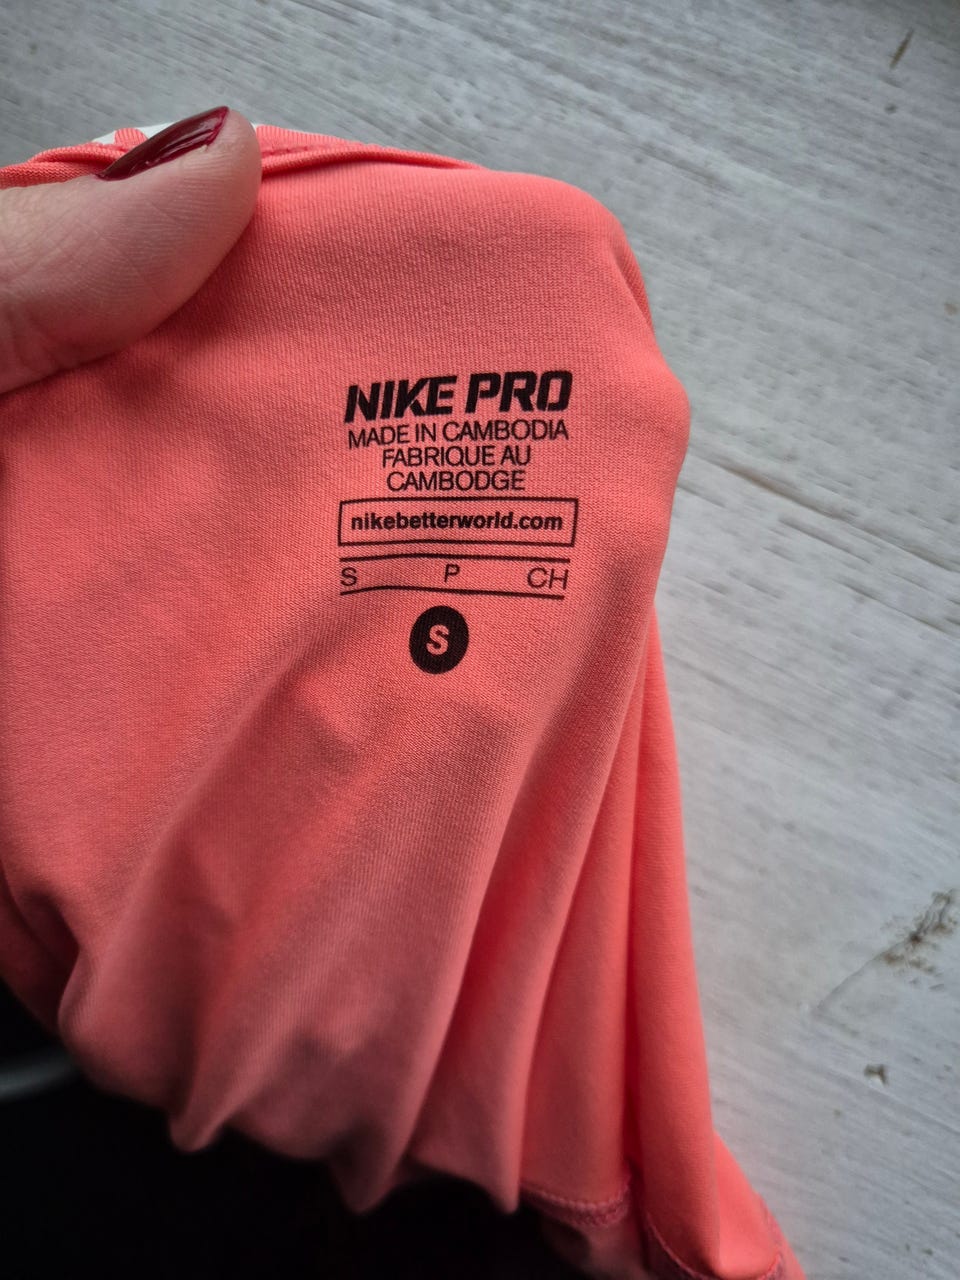 NIKE PRO
MADE IN CAMBODIA
FABRIQUE AU
CAMBODGE
nikebetterworld.com
S P CH
S